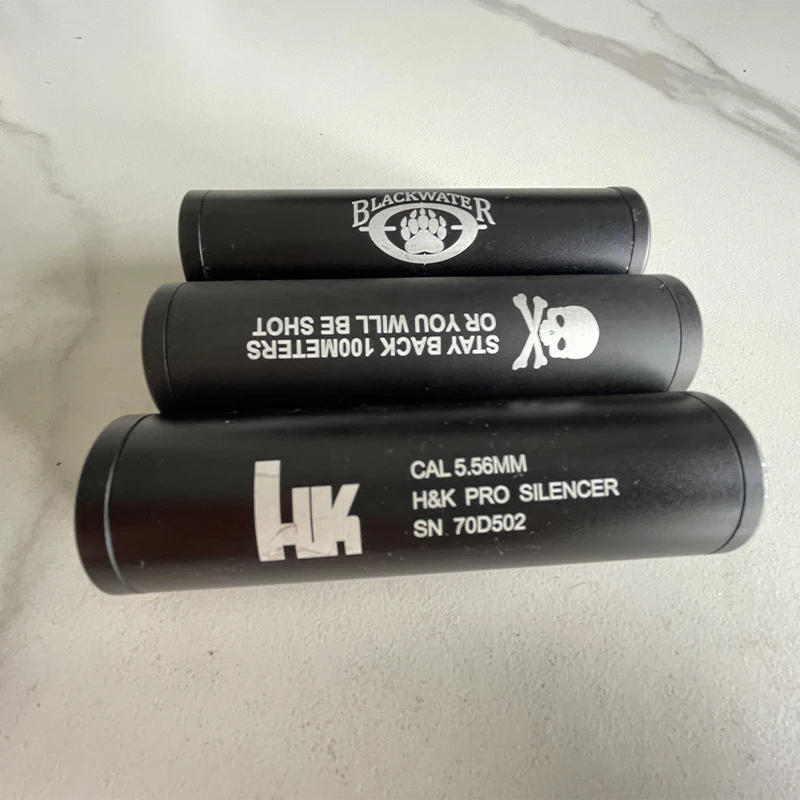 BLACKWATER
STAY BACK 100METERS
OR YOU WILL BE SHOT
HK
CAL 5.56MM
H&K PRO SILENCER
SN 70D502